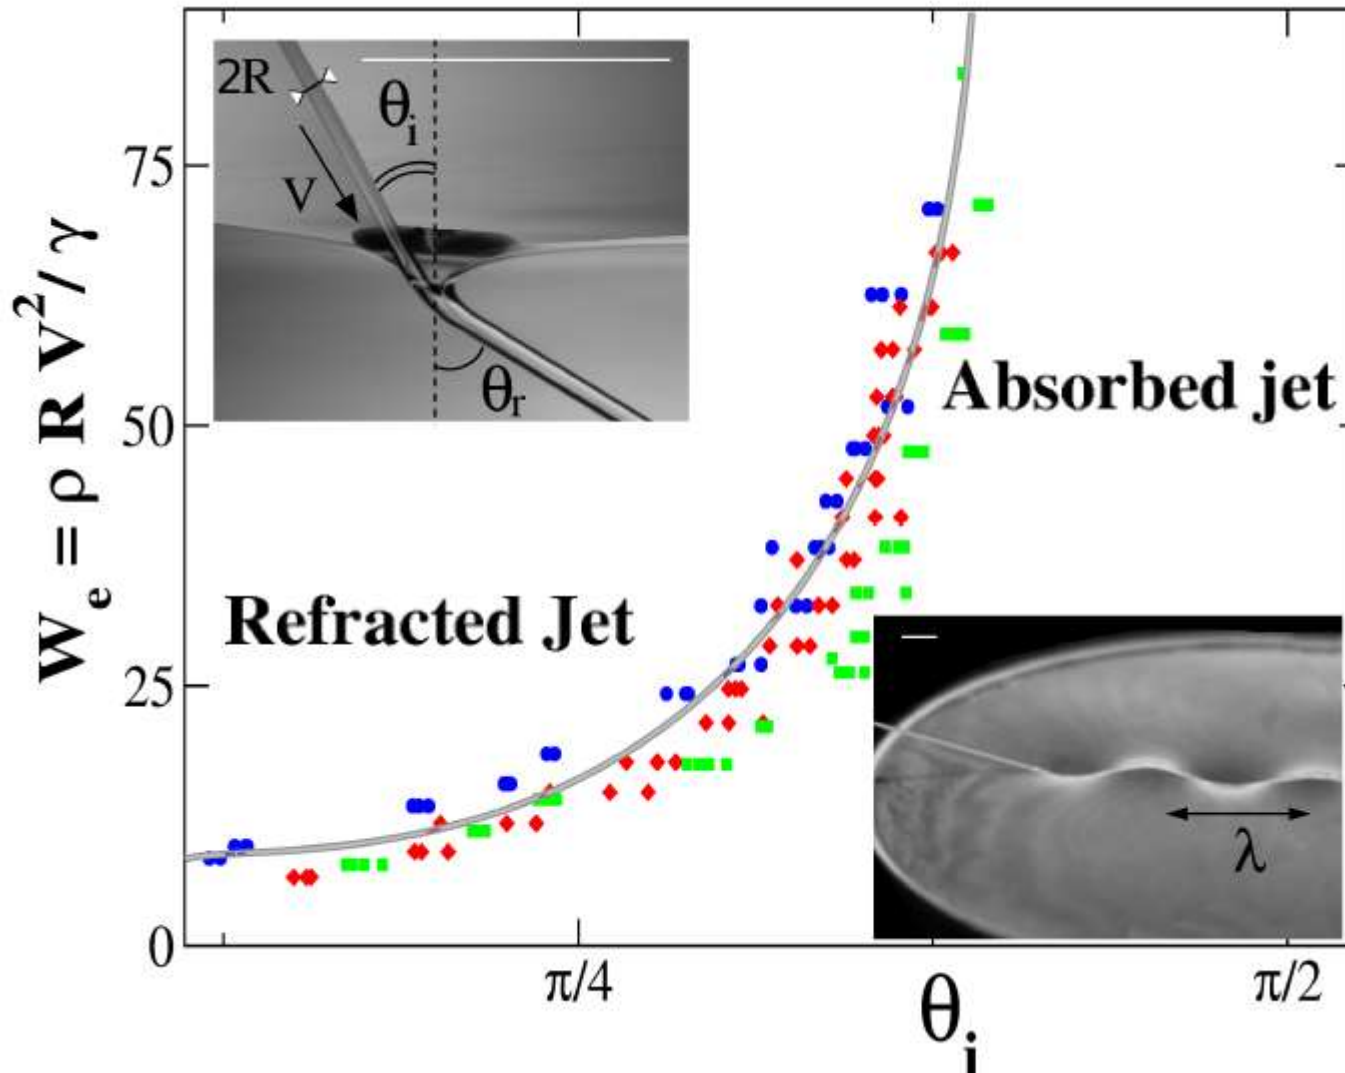 2R
θi
V
θr
75
50
25
0
We = ρ R V²/ γ
Absorbed jet
Refracted Jet
λ
π/4
θi
π/2